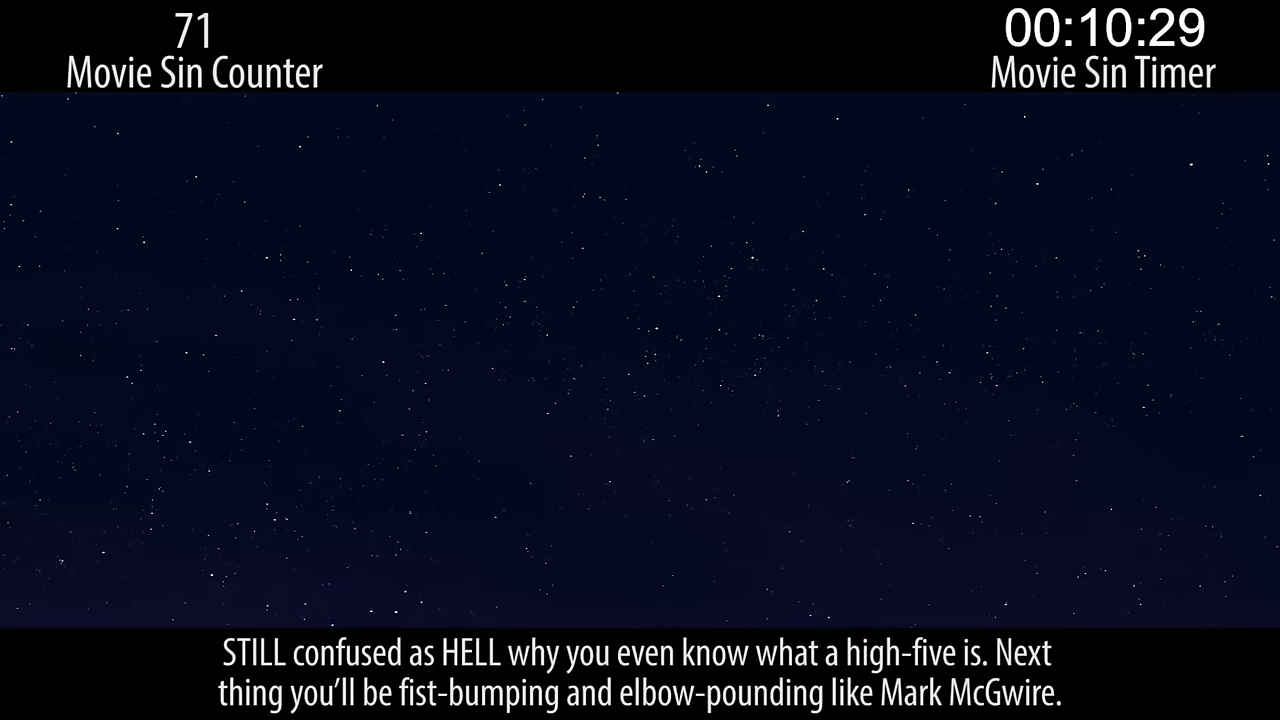 71
Movie Sin Counter
00:10:29
Movie Sin Timer
STILL confused as HELL why you even know what a high-five is. Next
thing you’ll be fist-bumping and elbow-pounding like Mark McGwire.